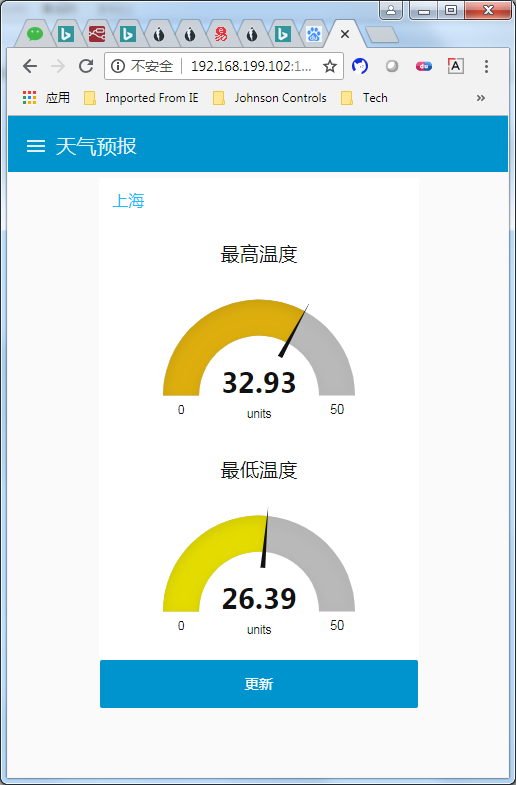 不安全 192.168.199.102:1...
应用 Imported From IE Johnson Controls Tech
天气预报
上海
最高温度
32.93
0 units 50
最低温度
26.39
0 units 50
更新